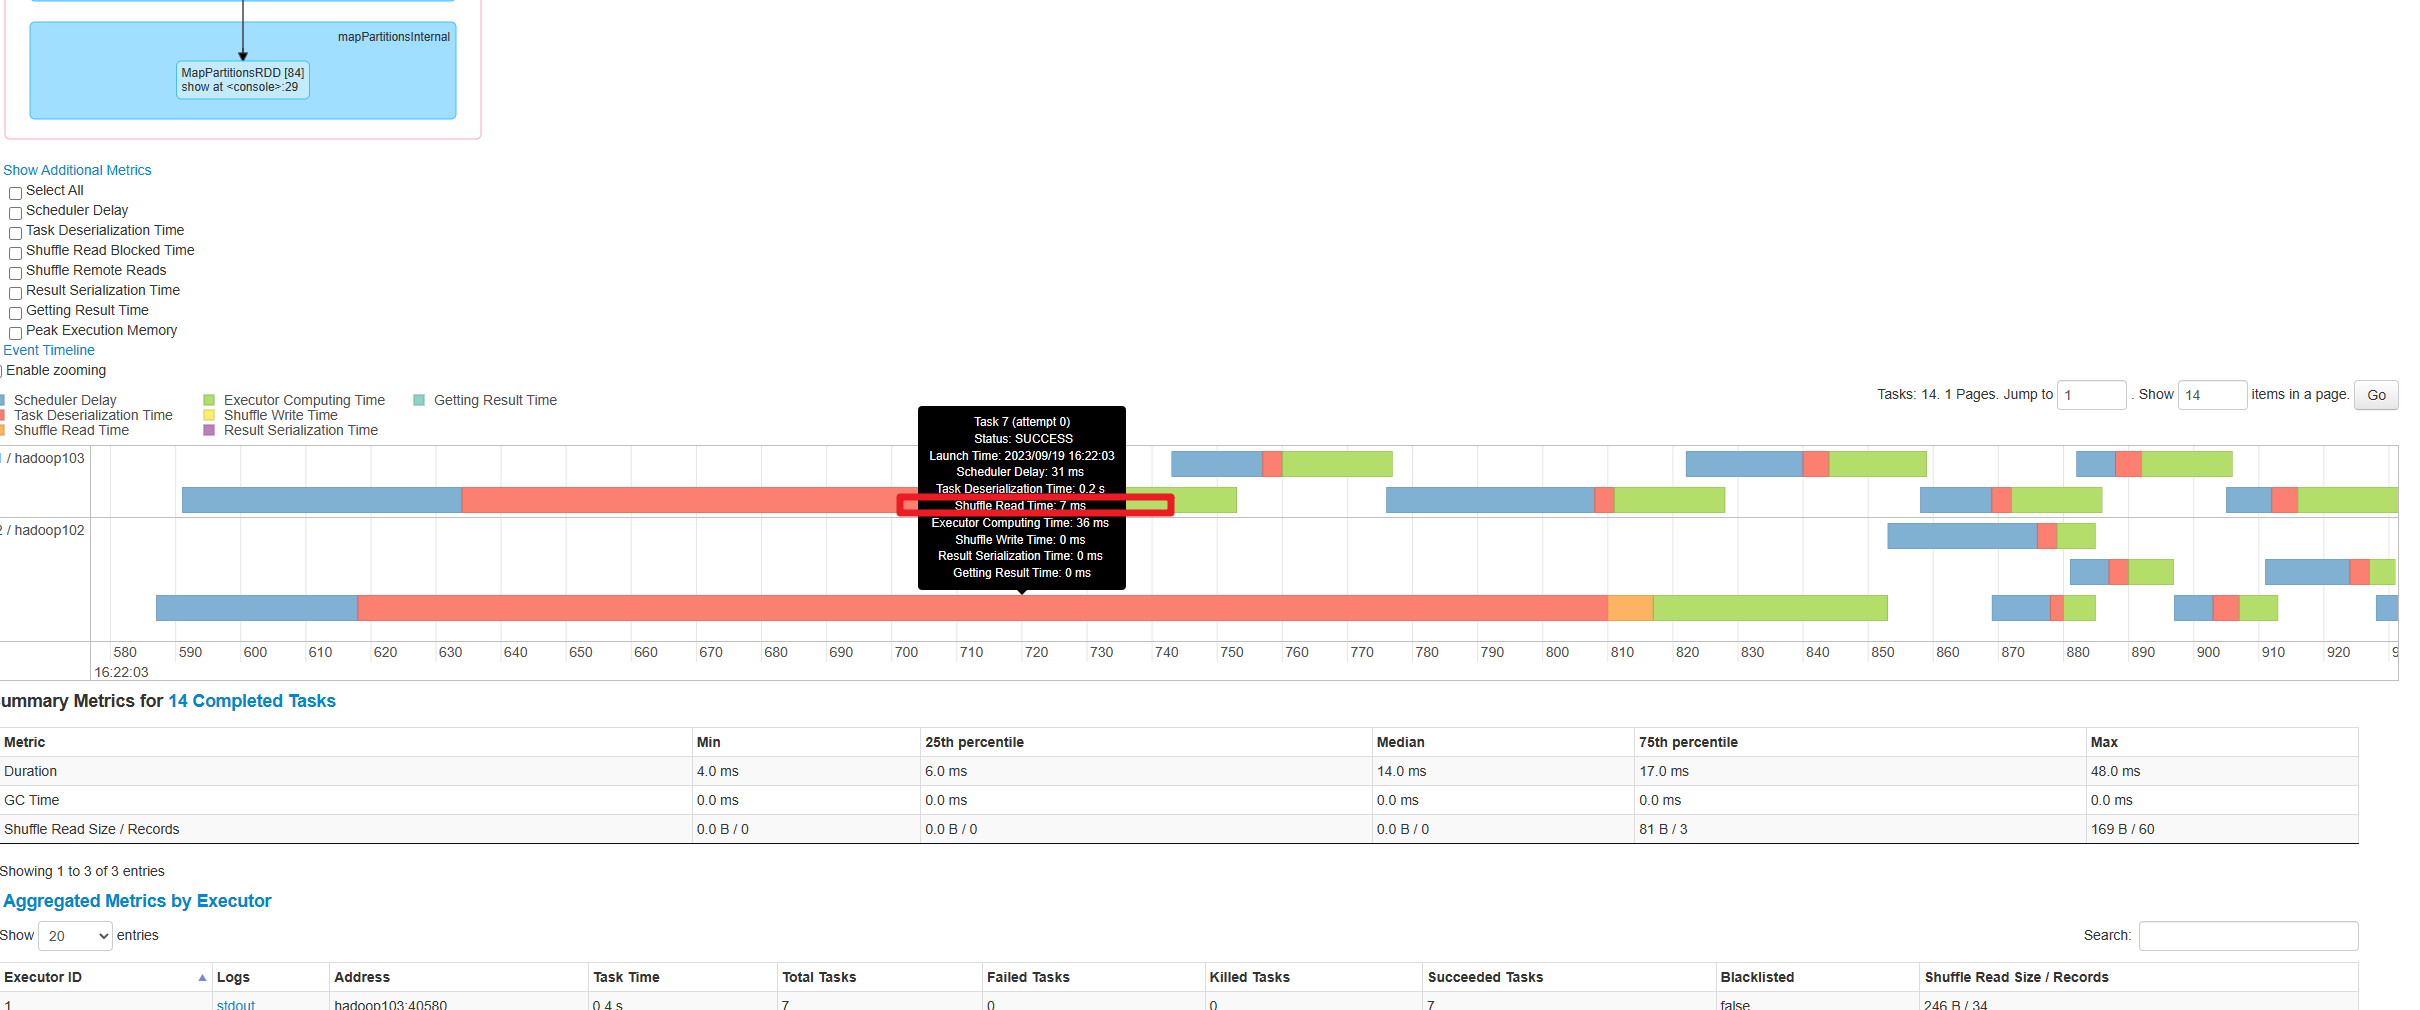 mapPartitionsInternal
MapPartitionsRDD [84]
show at <console>:29
Show Additional Metrics
Select All
Scheduler Delay
Task Deserialization Time
Shuffle Read Blocked Time
Shuffle Remote Reads
Result Serialization Time
Getting Result Time
Peak Execution Memory
Event Timeline
Enable zooming
Scheduler Delay
Executor Computing Time
Getting Result Time
Task Deserialization Time
Shuffle Write Time
Shuffle Read Time
Result Serialization Time
Tasks: 14. 1 Pages. Jump to 1 . Show 14 items in a page. Go
/ hadoop103
2 / hadoop102
Task 7 (attempt 0)
Status: SUCCESS
Launch Time: 2023/09/19 16:22:03
Scheduler Delay: 31 ms
Task Deserialization Time: 0.2 s
Shuffle Read Time: 7 ms
Executor Computing Time: 36 ms
Shuffle Write Time: 0 ms
Result Serialization Time: 0 ms
Getting Result Time: 0 ms
580 590 600 610 620 630 640 650 660 670 680 690 700 710 720 730 740 750 760 770 780 790 800 810 820 830 840 850 860 870 880 890 900 910 920 9
16:22:03
ummary Metrics for 14 Completed Tasks
Metric Min 25th percentile Median 75th percentile Max
Duration 4.0 ms 6.0 ms 14.0 ms 17.0 ms 48.0 ms
GC Time 0.0 ms 0.0 ms 0.0 ms 0.0 ms 0.0 ms
Shuffle Read Size / Records 0.0 B / 0 0.0 B / 0 0.0 B / 0 81 B / 3 169 B / 60
Showing 1 to 3 of 3 entries
Aggregated Metrics by Executor
Show 20 entries
Search:
Executor ID Logs Address Task Time Total Tasks Failed Tasks Killed Tasks Succeeded Tasks Blacklisted Shuffle Read Size / Records
1 stdout hadoop103:40580 0.4 s 7 0 0 7 false 246 B / 34